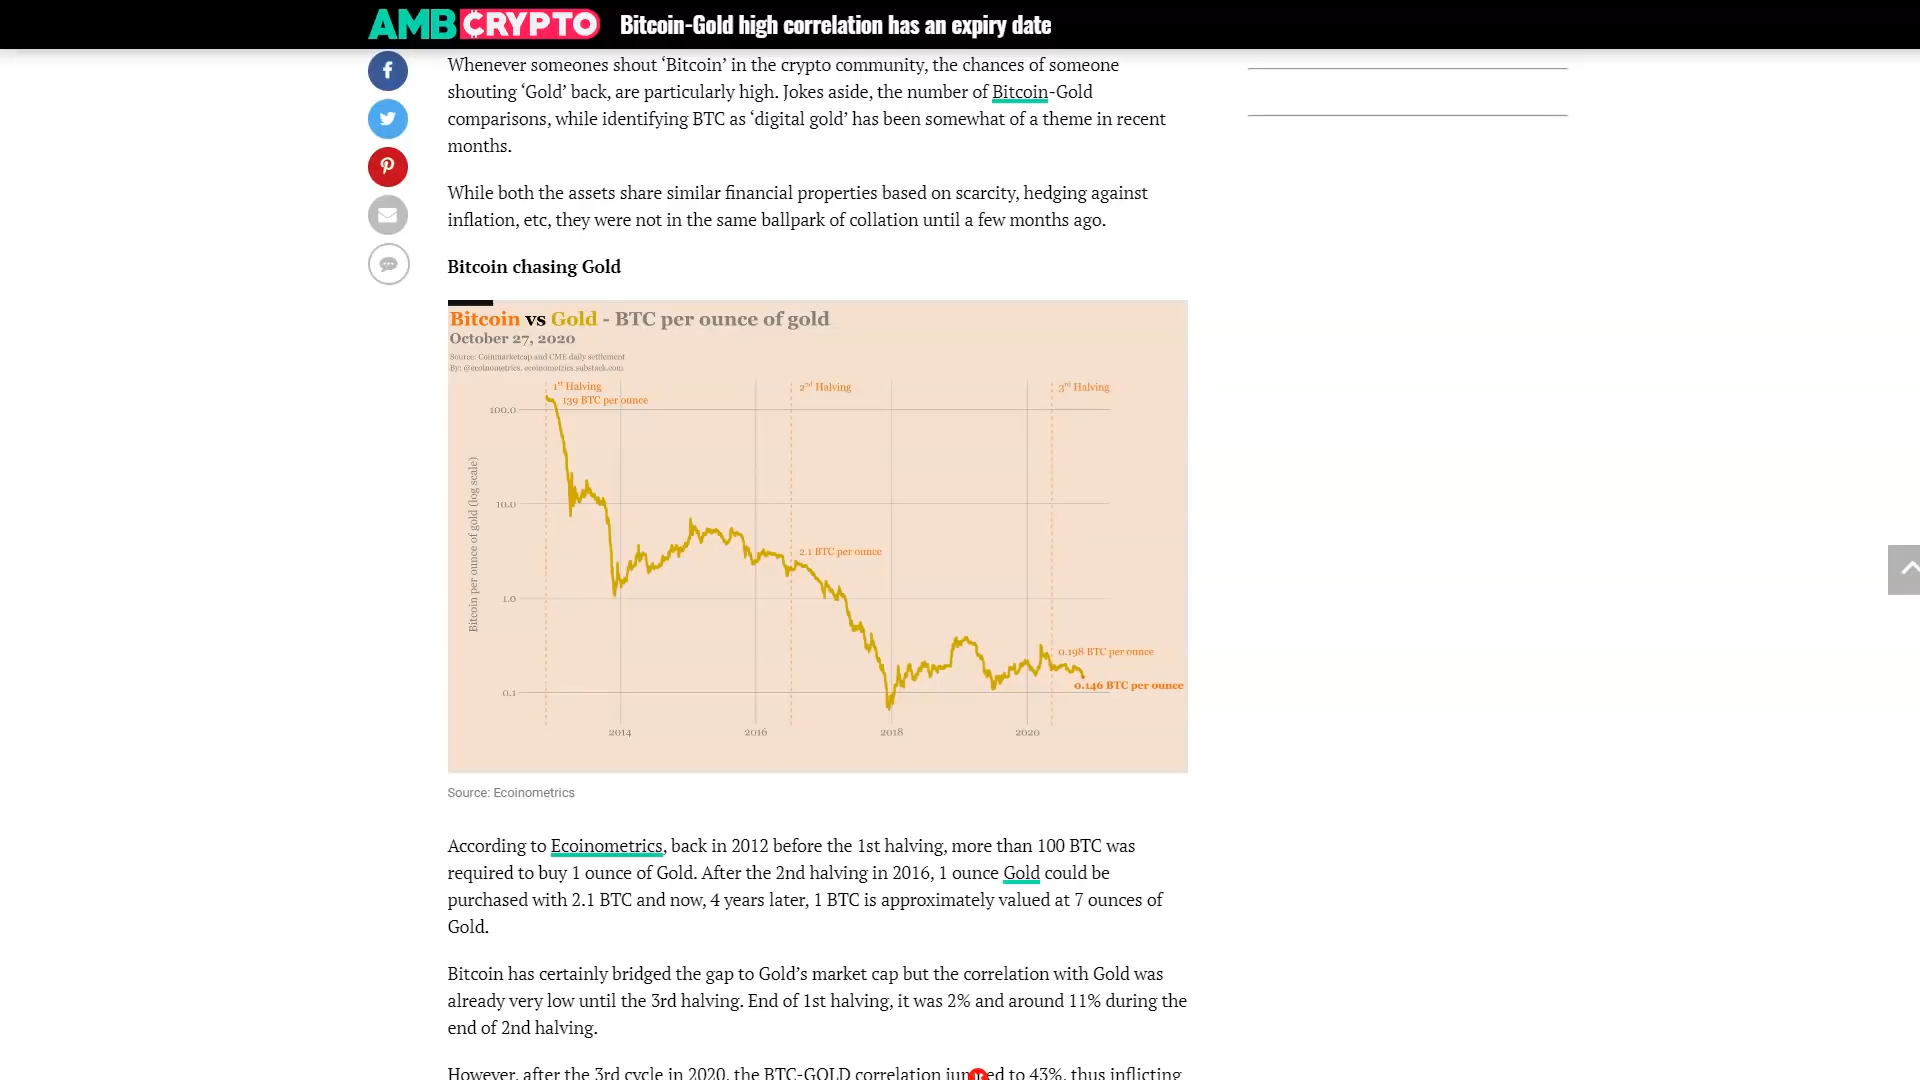 AMBCRYPTO Bitcoin-Gold high correlation has an expiry date
Whenever someones shout ‘Bitcoin’ in the crypto community, the chances of someone
shouting ‘Gold’ back, are particularly high. Jokes aside, the number of Bitcoin-Gold
comparisons, while identifying BTC as ‘digital gold’ has been somewhat of a theme in recent
months.
While both the assets share similar financial properties based on scarcity, hedging against
inflation, etc, they were not in the same ballpark of collation until a few months ago.
Bitcoin chasing Gold
Bitcoin vs Gold - BTC per ounce of gold
October 27, 2020
Source: Coinmarketcap and CME daily settlement
By: @ecoinometrics, ecoinometrics.substack.com
1st Halving
2nd Halving
3rd Halving
139 BTC per ounce
100.0
10.0
1.0
0.1
Bitcoin per ounce of gold (log scale)
2.1 BTC per ounce
0.198 BTC per ounce
0.146 BTC per ounce
2014
2016
2018
2020
Source: Ecoinometrics
According to Ecoinometrics, back in 2012 before the 1st halving, more than 100 BTC was
required to buy 1 ounce of Gold. After the 2nd halving in 2016, 1 ounce Gold could be
purchased with 2.1 BTC and now, 4 years later, 1 BTC is approximately valued at 7 ounces of
Gold.
Bitcoin has certainly bridged the gap to Gold’s market cap but the correlation with Gold was
already very low until the 3rd halving. End of 1st halving, it was 2% and around 11% during the
end of 2nd halving.
However, after the 3rd cycle in 2020, the BTC-GOLD correlation jumped to 43%, thus inflicting